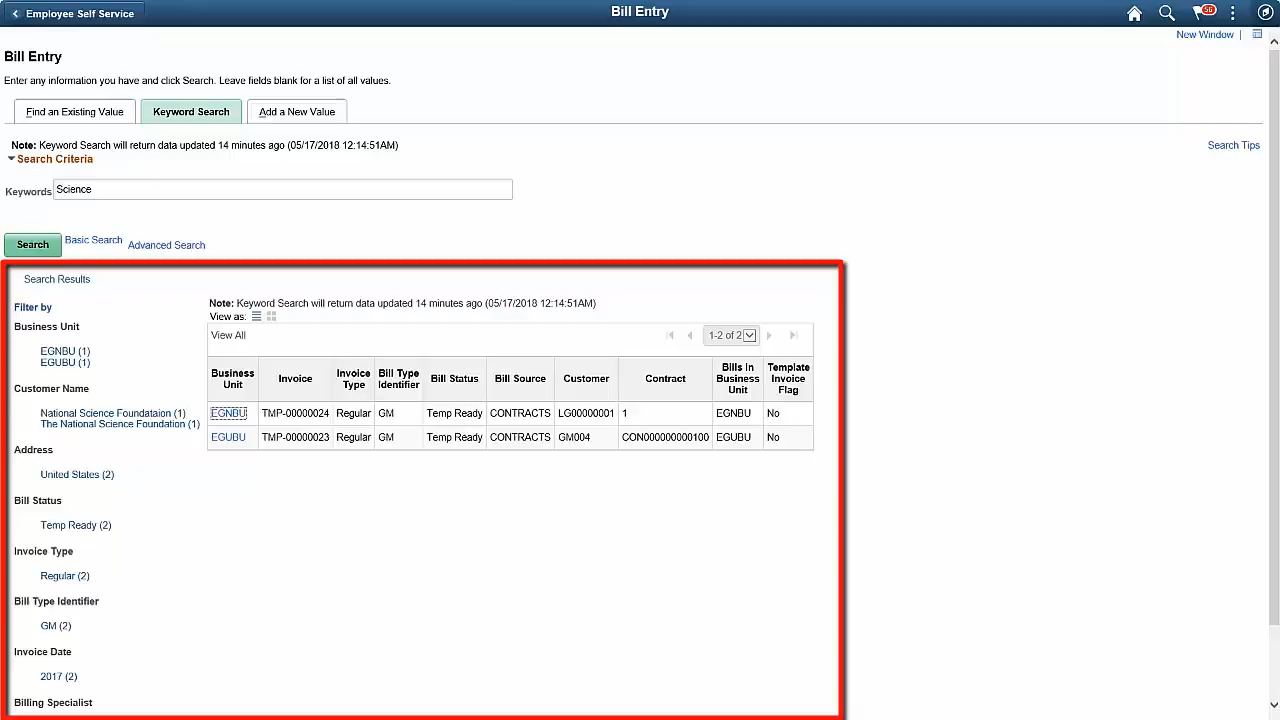 Employee Self Service
Bill Entry
56
New Window |
Bill Entry
Enter any information you have and click Search. Leave fields blank for a list of all values.
Find an Existing Value
Keyword Search
Add a New Value
Note: Keyword Search will return data updated 14 minutes ago (05/17/2018 12:14:51AM)
Search Tips
Search Criteria
Keywords Science
Search Basic Search Advanced Search
Search Results
Filter by
Business Unit
EGNBU (1)
EGUBU (1)
Customer Name
National Science Foundataion (1)
The National Science Foundation (1)
Address
United States (2)
Bill Status
Temp Ready (2)
Invoice Type
Regular (2)
Bill Type Identifier
GM (2)
Invoice Date
2017 (2)
Billing Specialist
Note: Keyword Search will return data updated 14 minutes ago (05/17/2018 12:14:51AM)
View as:
View All 1-2 of 2
Business Unit Invoice Invoice Type Bill Type Identifier Bill Status Bill Source Customer Contract Bills In Business Unit Template Invoice Flag
EGNBU TMP-00000024 Regular GM Temp Ready CONTRACTS LG00000001 1 EGNBU No
EGUBU TMP-00000023 Regular GM Temp Ready CONTRACTS GM004 CON000000000100 EGUBU No